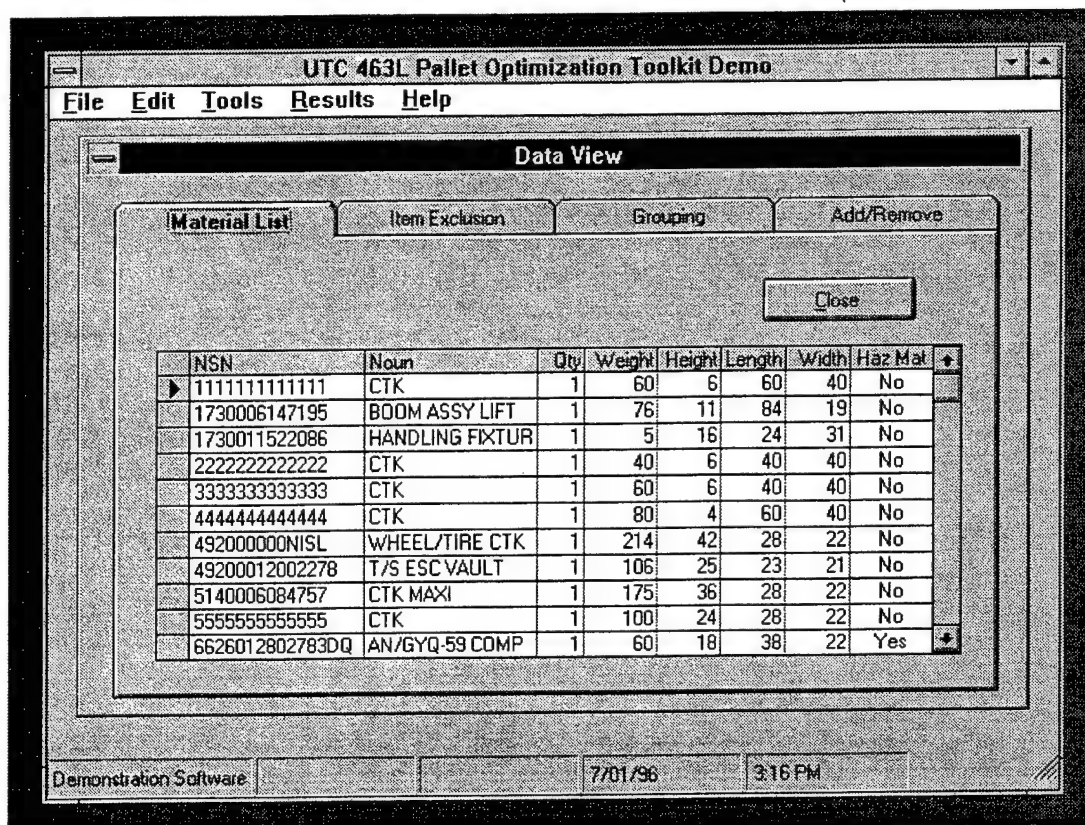 UTC 463L Pallet Optimization Toolkit Demo
File Edit Tools Results Help
Data View
Material List Item Exclusion Grouping Add/Remove
Close
NSN Noun Qty Weight Height Length Width Haz Mat
1111111111111 CTK 1 60 6 60 40 No
1730006147195 BOOM ASSY LIFT 1 76 11 84 19 No
1730011522086 HANDLING FIXTUR 1 5 16 24 31 No
2222222222222 CTK 1 40 6 40 40 No
3333333333333 CTK 1 60 6 40 40 No
4444444444444 CTK 1 80 4 60 40 No
492000000NISL WHEEL/TIRE CTK 1 214 42 28 22 No
49200012002278 T/S ESC VAULT 1 106 25 23 21 No
5140006084757 CTK MAXI 1 175 36 28 22 No
5555555555555 CTK 1 100 24 28 22 No
6626012802783DQ AN/GYQ-59 COMP 1 60 18 38 22 Yes
Demonstration Software 7/01/96 3:16 PM